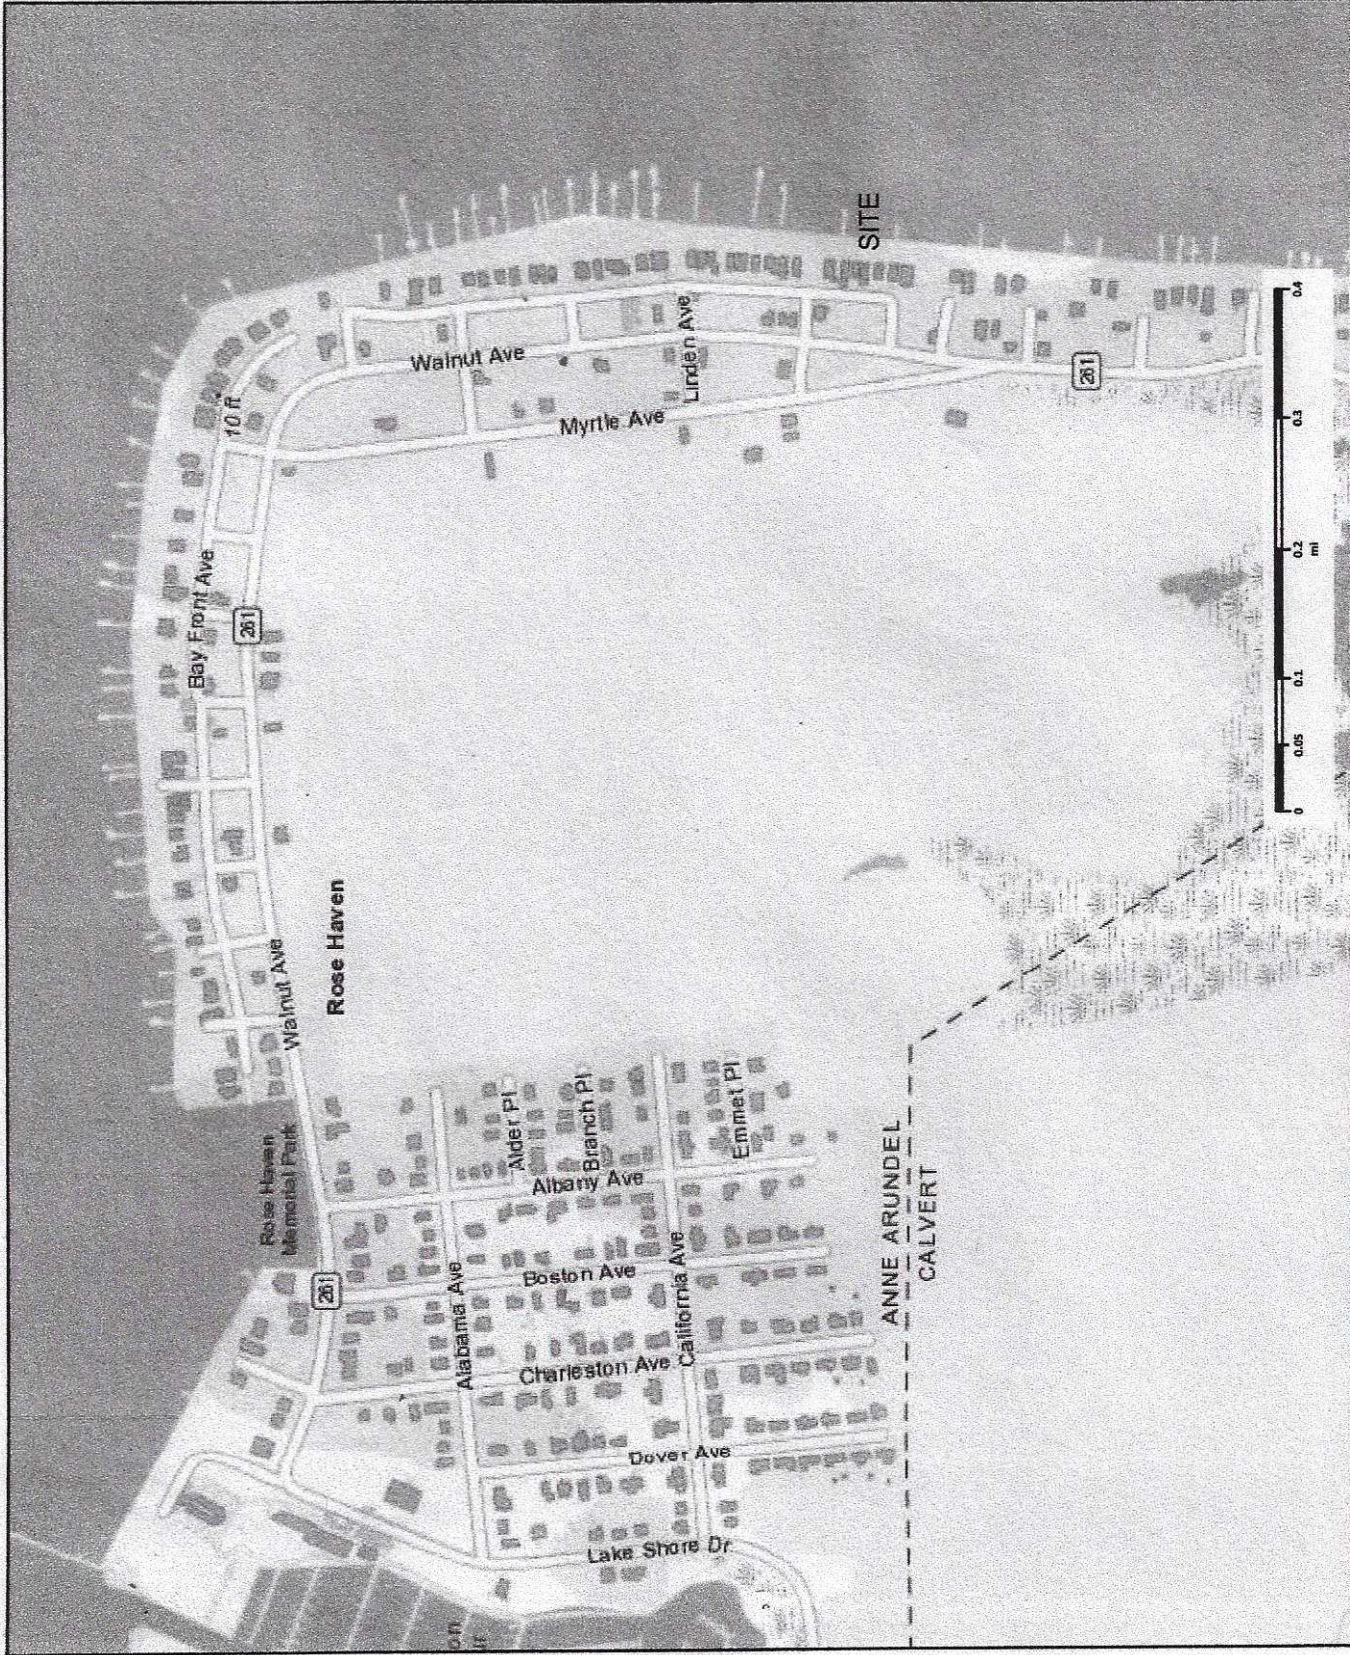 SITE
Walnut Ave
Linden Ave
10 ft
Myrtle Ave
261
0.4
0.3
0.2
mi
0.1
0.05
0
Bay Front Ave
261
Rose Haven
Walnut Ave
Rose Haven
Memorial Park
Alder Pl
Branch Pl
Emmet Pl
Albany Ave
ANNE ARUNDEL
CALVERT
261
Boston Ave
Alabama Ave
California Ave
Charleston Ave
Dover Ave
Lake Shore Dr
on